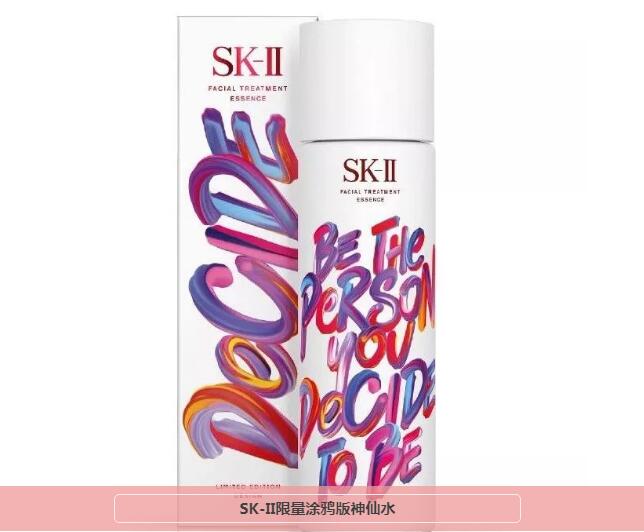 SK-II
FACIAL TREATMENT
ESSENCE
DeCIDE
LIMITED EDITION
DESIGN
SK-II
FACIAL TREATMENT
ESSENCE
BE THe
PeRSON
YOU
DeCIDE
TO BE
SK-II限量涂鸦版神仙水